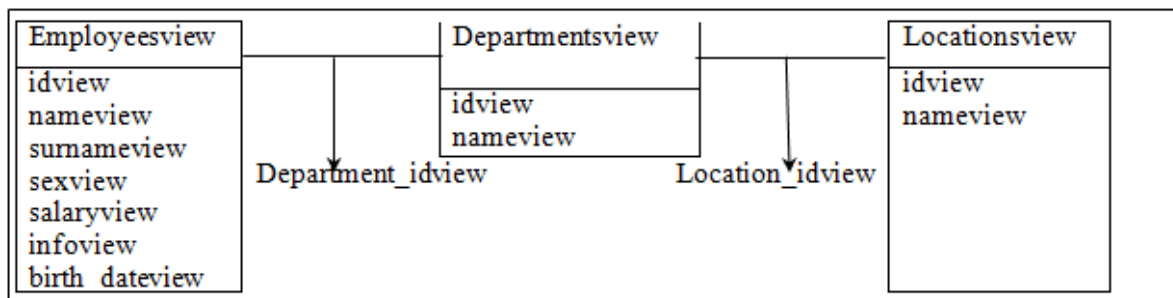 Employeesview
idview
nameview
surnameview
sexview
salaryview
infoview
birth_dateview
Department_idview
Departmentsview
idview
nameview
Location_idview
Locationsview
idview
nameview